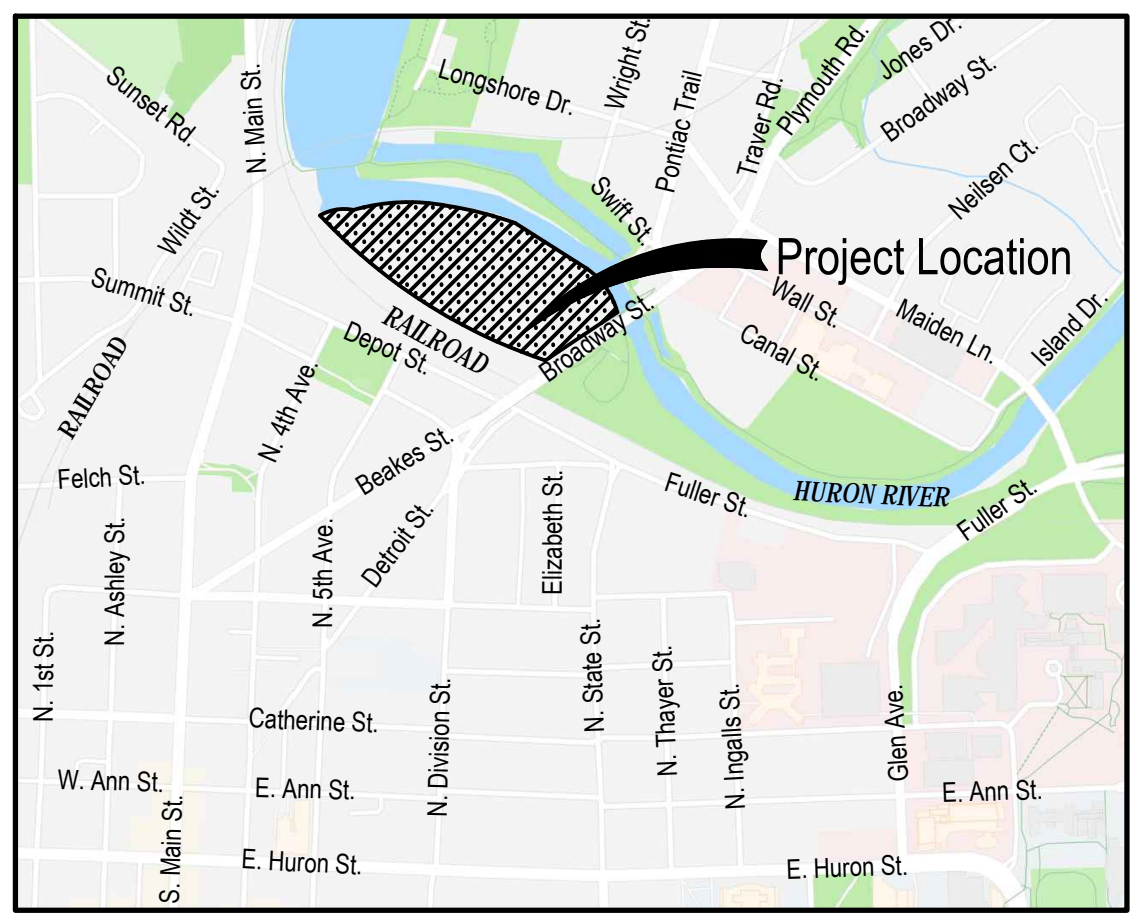 Sunset Rd.
N. Main St.
Longshore Dr.
Wright St.
Pontiac Trail
Traver Rd.
Plymouth Rd.
Jones Dr.
Broadway St.
Neilsen Ct.
Wildt St.
Swift St.
Project Location
Summit St.
RAILROAD
Depot St.
RAILROAD
Broadway St.
Wall St.
Canal St.
Maiden Ln.
Island Dr.
N. 4th Ave.
Beakes St.
Felch St.
Fuller St.
HURON RIVER
Fuller St.
N. Ashley St.
N. 5th Ave.
Detroit St.
Elizabeth St.
N. 1st St.
N. Division St.
N. State St.
N. Thayer St.
N. Ingalls St.
Glen Ave.
Catherine St.
W. Ann St.
E. Ann St.
E. Ann St.
S. Main St.
E. Huron St.
E. Huron St.